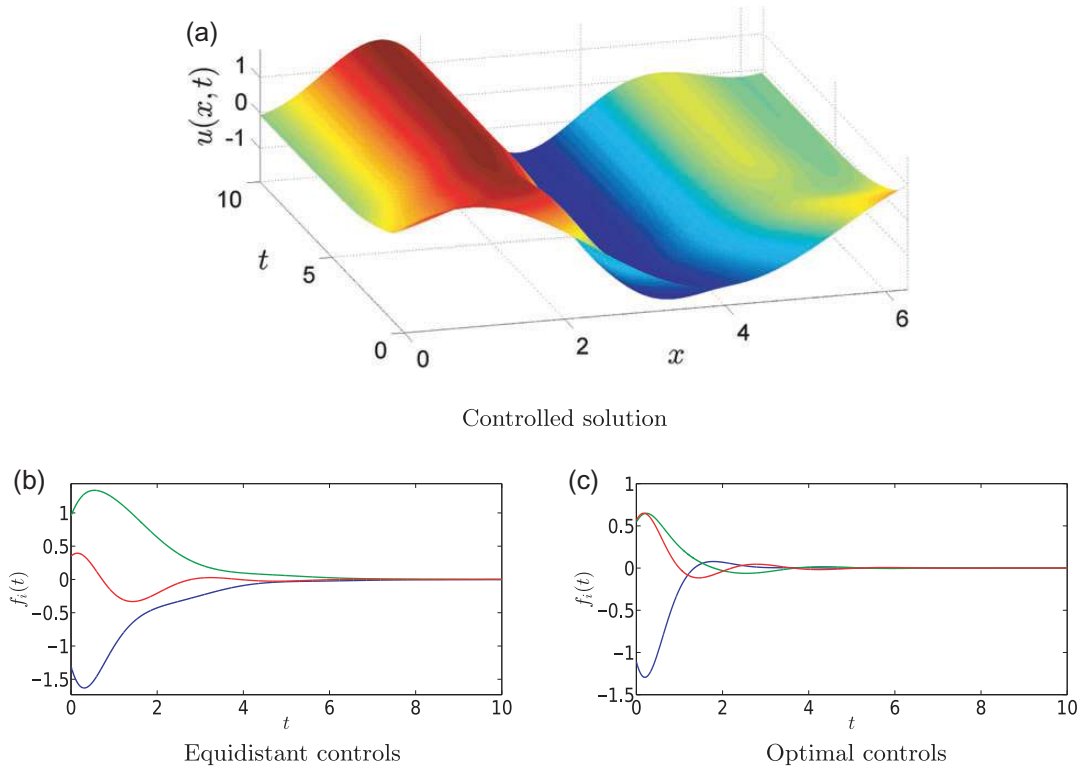 (a)
u(x, t)
1
0
-1
10
5
0
t
0
2
4
6
x
Controlled solution
(b)
f_i(t)
1
0.5
0
−0.5
−1
−1.5
0 2 4 6 8 10
t
Equidistant controls
(c)
f_i(t)
1
0.5
0
−0.5
−1
−1.5
0 2 4 6 8 10
t
Optimal controls